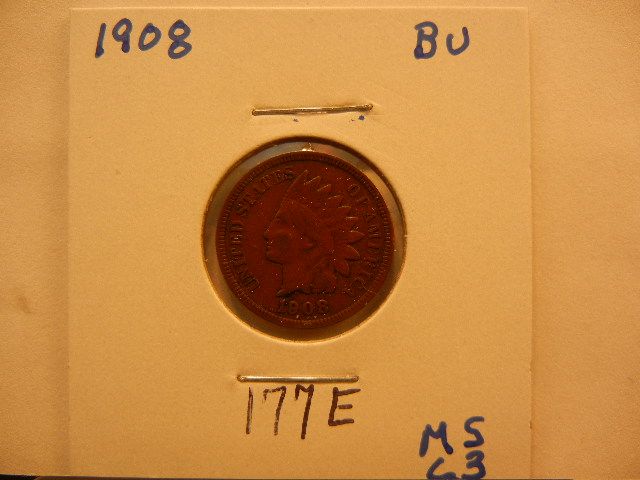 1908 BU
UNITED STATES OF AMERICA
1908
177E
MS
63